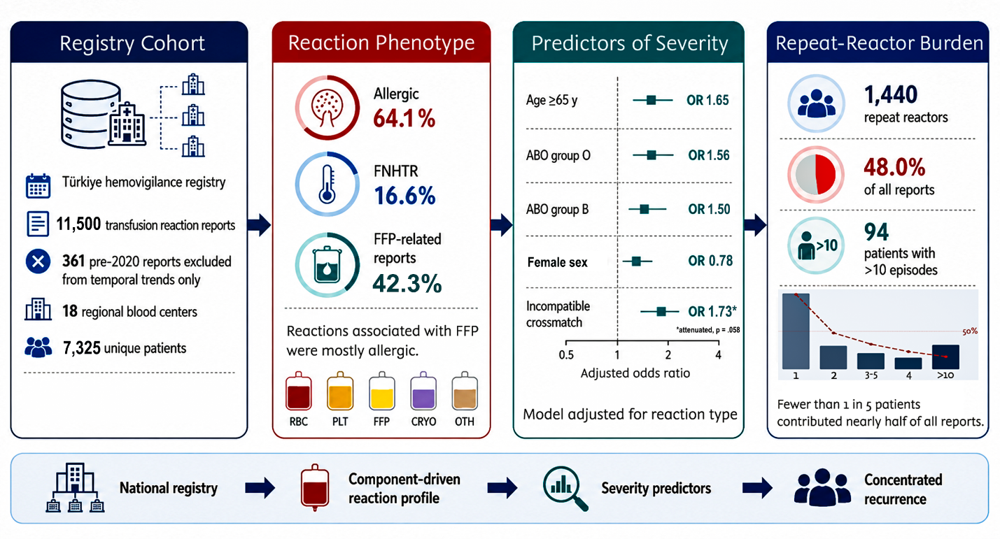 Registry Cohort
Türkiye hemovigilance registry
11,500 transfusion reaction reports
361 pre-2020 reports excluded
from temporal trends only
18 regional blood centers
7,325 unique patients
Reaction Phenotype
Allergic
64.1%
FNHTR
16.6%
FFP-related
reports
42.3%
Reactions associated with FFP
were mostly allergic.
RBC PLT FFP CRYO OTH
Predictors of Severity
Age ≥65 y OR 1.65
ABO group O OR 1.56
ABO group B OR 1.50
Female sex OR 0.78
Incompatible
crossmatch OR 1.73*
*attenuated, p = .058
0.5 1 2 4
Adjusted odds ratio
Model adjusted for reaction type
Repeat-Reactor Burden
1,440
repeat reactors
48.0%
of all reports
>10
94
patients with
>10 episodes
50%
1 2 3-5 4 >10
Fewer than 1 in 5 patients
contributed nearly half of all reports.
National registry
Component-driven
reaction profile
Severity predictors
Concentrated
recurrence